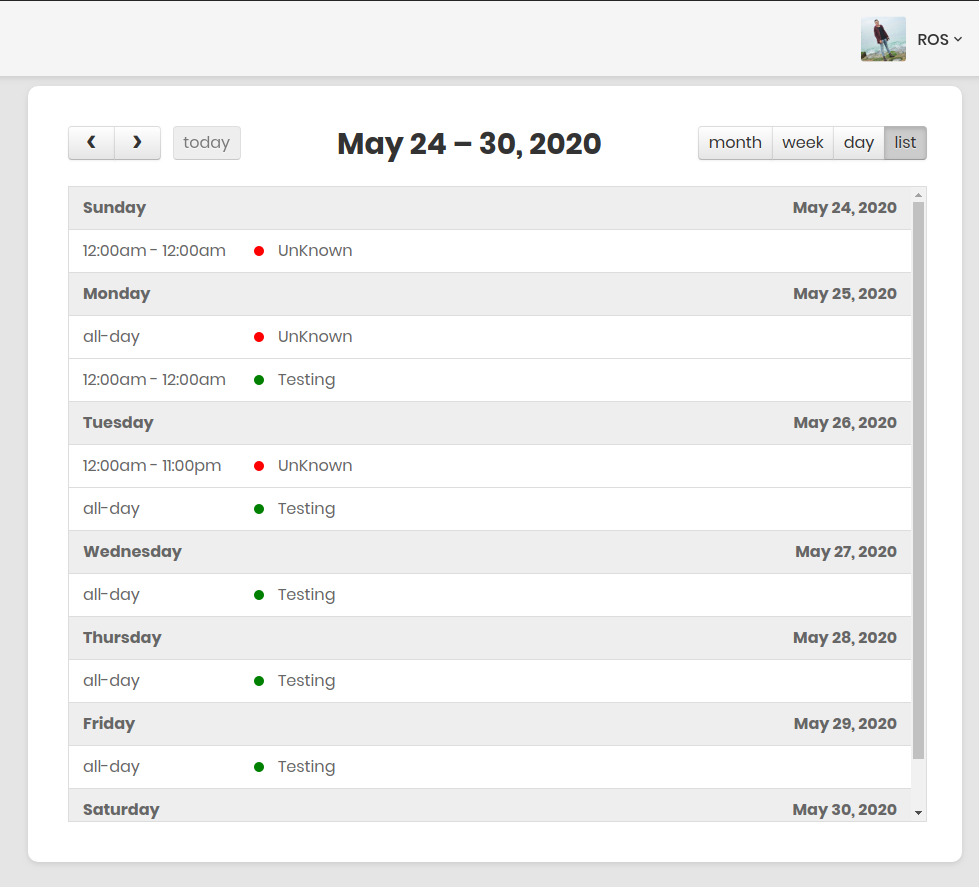 ROS
today
May 24 – 30, 2020
month week day list
Sunday May 24, 2020
12:00am - 12:00am UnKnown
Monday May 25, 2020
all-day UnKnown
12:00am - 12:00am Testing
Tuesday May 26, 2020
12:00am - 11:00pm UnKnown
all-day Testing
Wednesday May 27, 2020
all-day Testing
Thursday May 28, 2020
all-day Testing
Friday May 29, 2020
all-day Testing
Saturday May 30, 2020